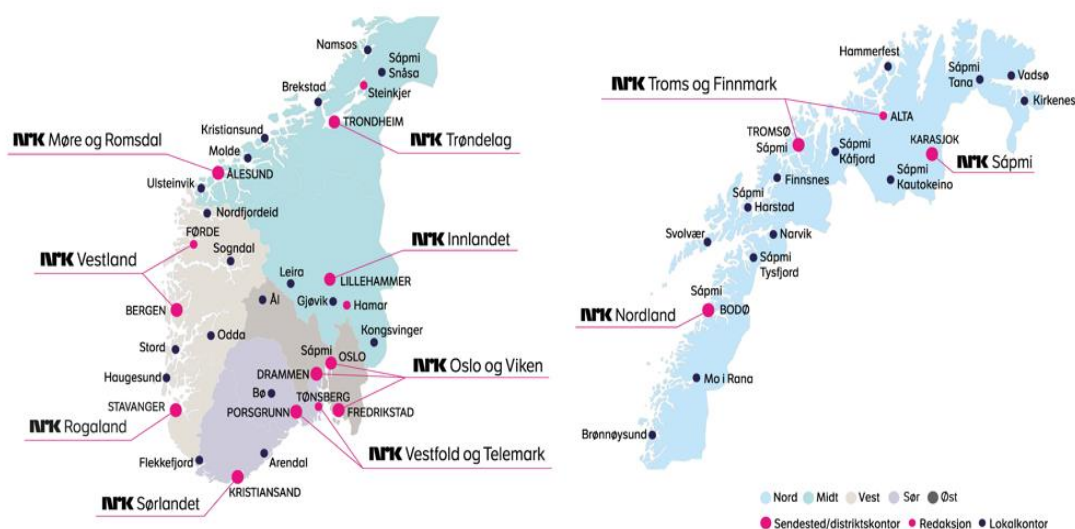 Namsos
Sápmi
Snåsa
Brekstad
Steinkjer
NRK Møre og Romsdal
Kristiansund
TRONDHEIM
NRK Trøndelag
Molde
ÅLESUND
Ulsteinvik
Nordfjordeid
FØRDE
Sogndal
NRK Vestland
NRK Innlandet
Leira
LILLEHAMMER
Ål
Gjøvik
Hamar
BERGEN
Odda
Kongsvinger
Stord
Sápmi
OSLO
DRAMMEN
NRK Oslo og Viken
Haugesund
Bø
TØNSBERG
STAVANGER
PORSGRUNN
FREDRIKSTAD
NRK Rogaland
NRK Vestfold og Telemark
Flekkefjord
Arendal
KRISTIANSAND
NRK Sørlandet
Hammerfest
Sápmi
Tana
Vadsø
Kirkenes
NRK Troms og Finnmark
ALTA
TROMSØ
Sápmi
Sápmi
Kåfjord
KARASJOK
NRK Sápmi
Sápmi
Kautokeino
Finnsnes
Sápmi
Harstad
Svolvær
Narvik
Sápmi
Tysfjord
Sápmi
BODØ
NRK Nordland
Mo i Rana
Brønnøysund
Nord Midt Vest Sør Øst
Sendested/distriktskontor Redaksjon Lokalkontor